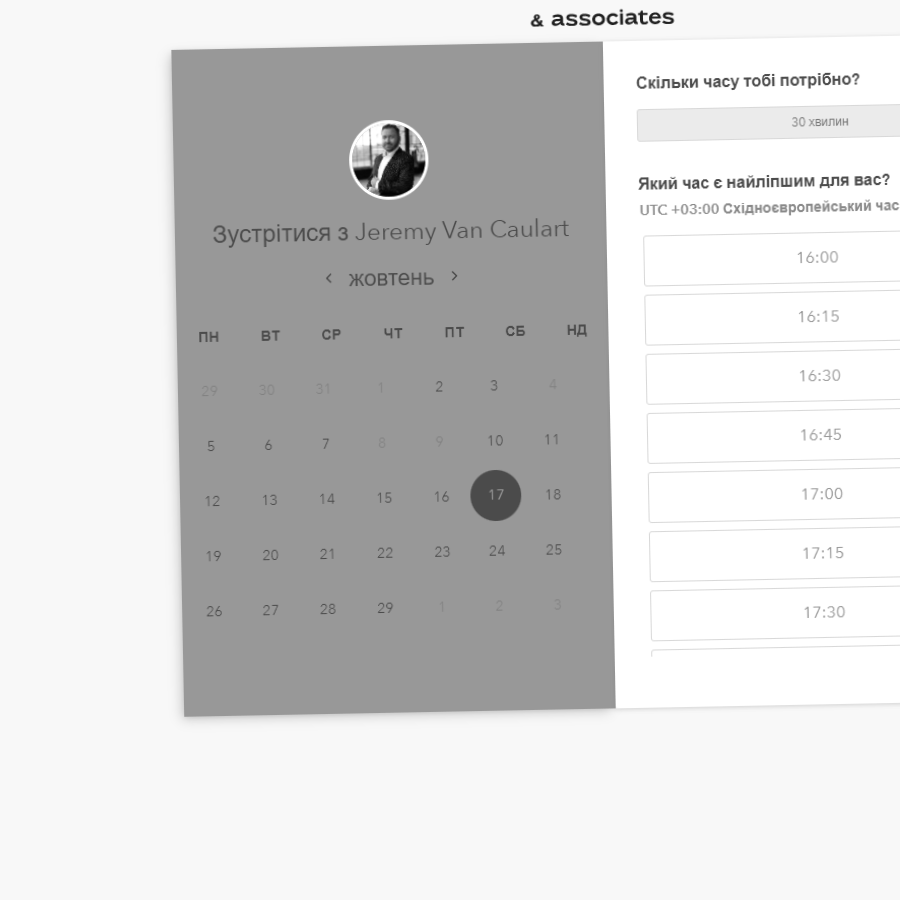 & associates
Зустрітися з Jeremy Van Caulart
‹ жовтень ›
ПН ВТ СР ЧТ ПТ СБ НД
29 30 31 1 2 3 4
5 6 7 8 9 10 11
12 13 14 15 16 17 18
19 20 21 22 23 24 25
26 27 28 29 1 2 3
Скільки часу тобі потрібно?
30 хвилин
Який час є найліпшим для вас?
UTC +03:00 Східноєвропейський час
16:00
16:15
16:30
16:45
17:00
17:15
17:30